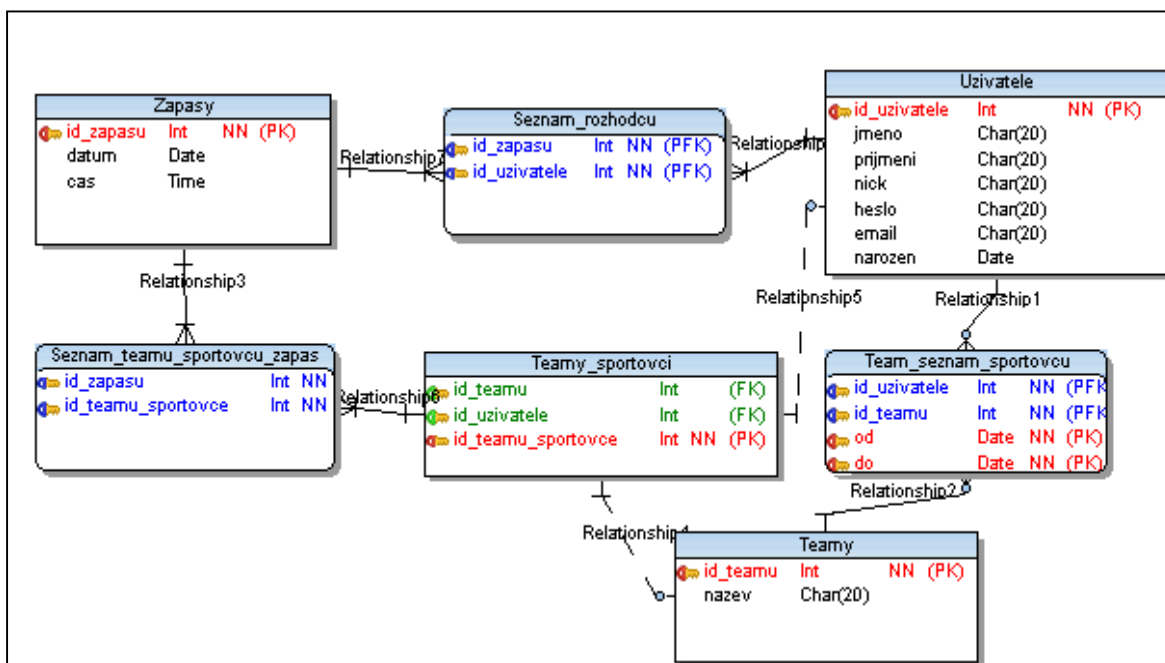 Zapasy
id_zapasu Int NN (PK)
datum Date
cas Time
Relationship3
Seznam_rozhodcu
id_zapasu Int NN (PFK)
id_uzivatele Int NN (PFK)
Uzivatele
id_uzivatele Int NN (PK)
jmeno Char(20)
prijmeni Char(20)
nick Char(20)
heslo Char(20)
email Char(20)
narozen Date
Relationship
Relationship5
Relationship1
Seznam_teamu_sportovcu_zapas
id_zapasu Int NN
id_teamu_sportovce Int NN
Teamy_sportovci
id_teamu Int (FK)
id_uzivatele Int (FK)
id_teamu_sportovce Int NN (PK)
Team_seznam_sportovcu
id_uzivatele Int NN (PFK
id_teamu Int NN (PFK
od Date NN (PK)
do Date NN (PK)
Relationship2
Teamy
id_teamu Int NN (PK)
nazev Char(20)